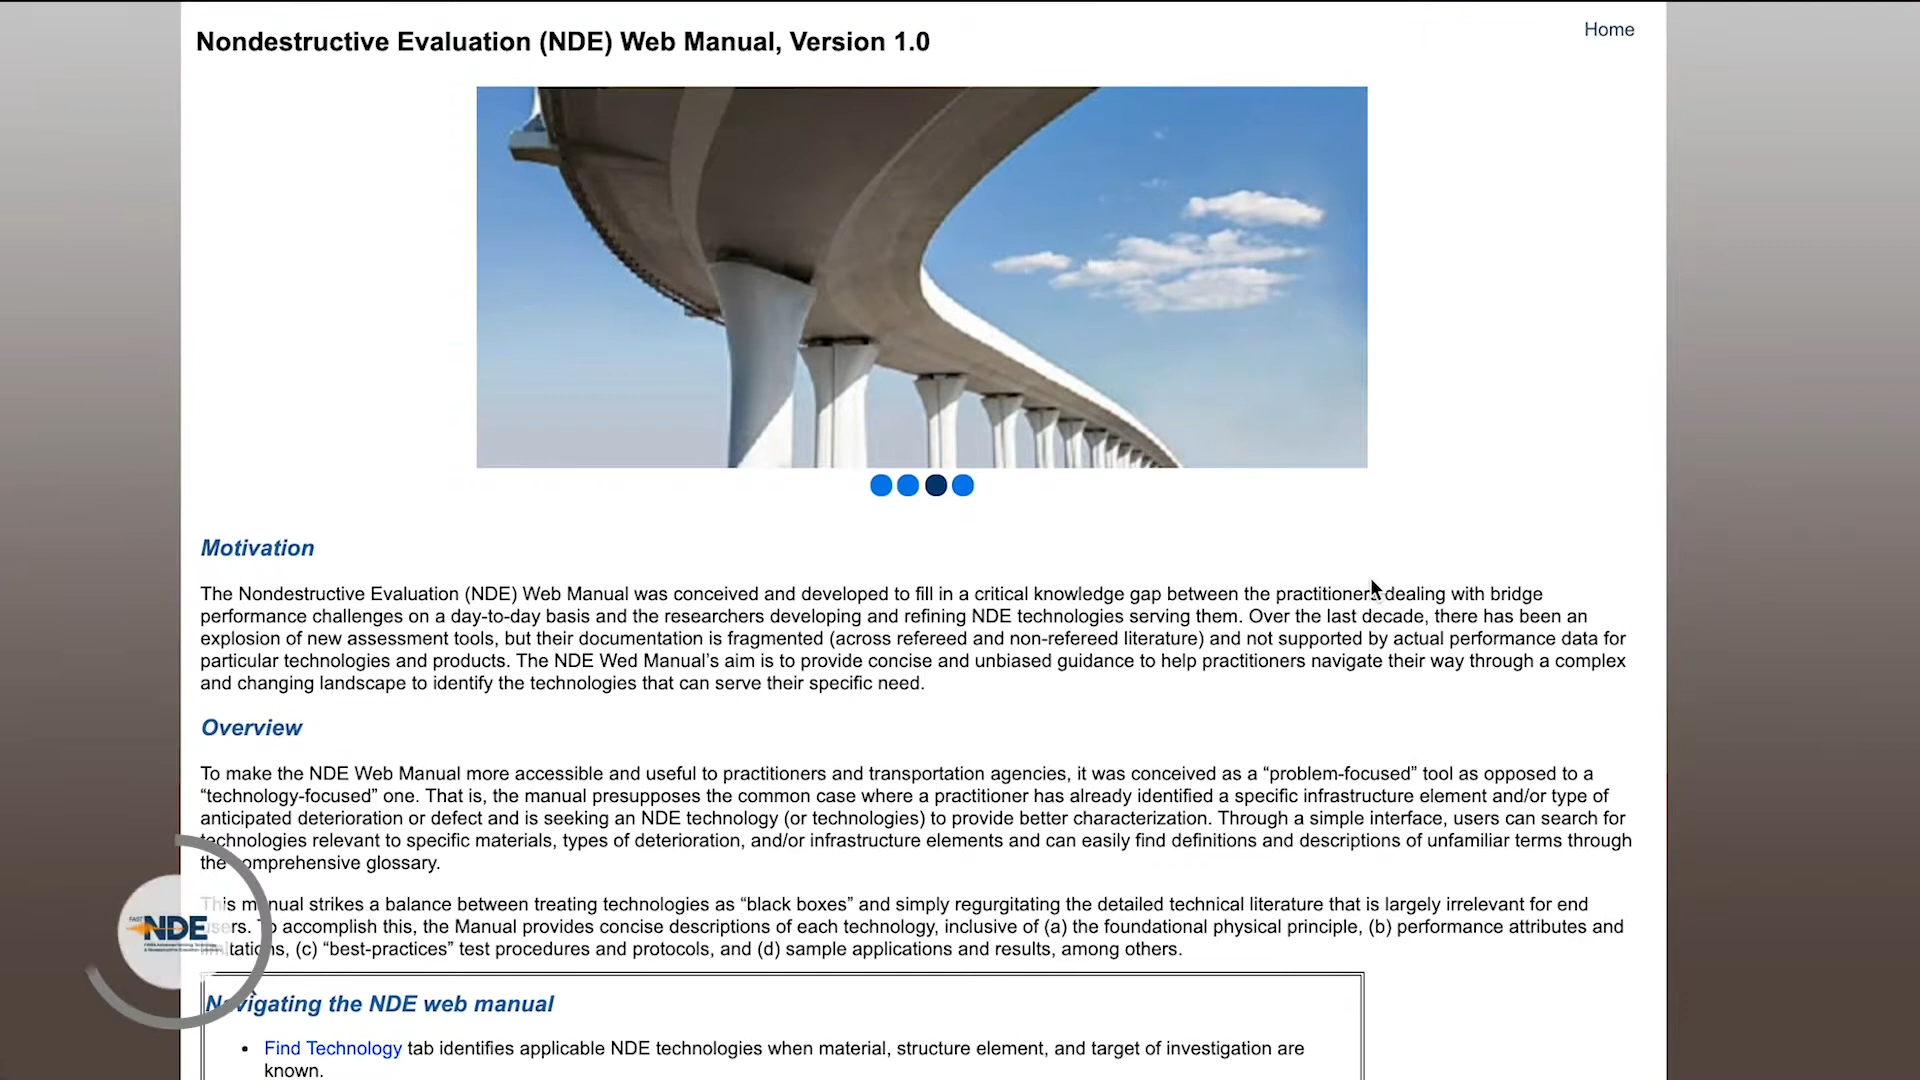 Nondestructive Evaluation (NDE) Web Manual, Version 1.0
Home
Motivation
The Nondestructive Evaluation (NDE) Web Manual was conceived and developed to fill in a critical knowledge gap between the practitioners dealing with bridge
performance challenges on a day-to-day basis and the researchers developing and refining NDE technologies serving them. Over the last decade, there has been an
explosion of new assessment tools, but their documentation is fragmented (across refereed and non-refereed literature) and not supported by actual performance data for
particular technologies and products. The NDE Wed Manual’s aim is to provide concise and unbiased guidance to help practitioners navigate their way through a complex
and changing landscape to identify the technologies that can serve their specific need.
Overview
To make the NDE Web Manual more accessible and useful to practitioners and transportation agencies, it was conceived as a “problem-focused” tool as opposed to a
“technology-focused” one. That is, the manual presupposes the common case where a practitioner has already identified a specific infrastructure element and/or type of
anticipated deterioration or defect and is seeking an NDE technology (or technologies) to provide better characterization. Through a simple interface, users can search for
technologies relevant to specific materials, types of deterioration, and/or infrastructure elements and can easily find definitions and descriptions of unfamiliar terms through
the comprehensive glossary.
This manual strikes a balance between treating technologies as “black boxes” and simply regurgitating the detailed technical literature that is largely irrelevant for end
users. To accomplish this, the Manual provides concise descriptions of each technology, inclusive of (a) the foundational physical principle, (b) performance attributes and
limitations, (c) “best-practices” test procedures and protocols, and (d) sample applications and results, among others.
FAST
NDE
Navigating the NDE web manual
• Find Technology tab identifies applicable NDE technologies when material, structure element, and target of investigation are
known.